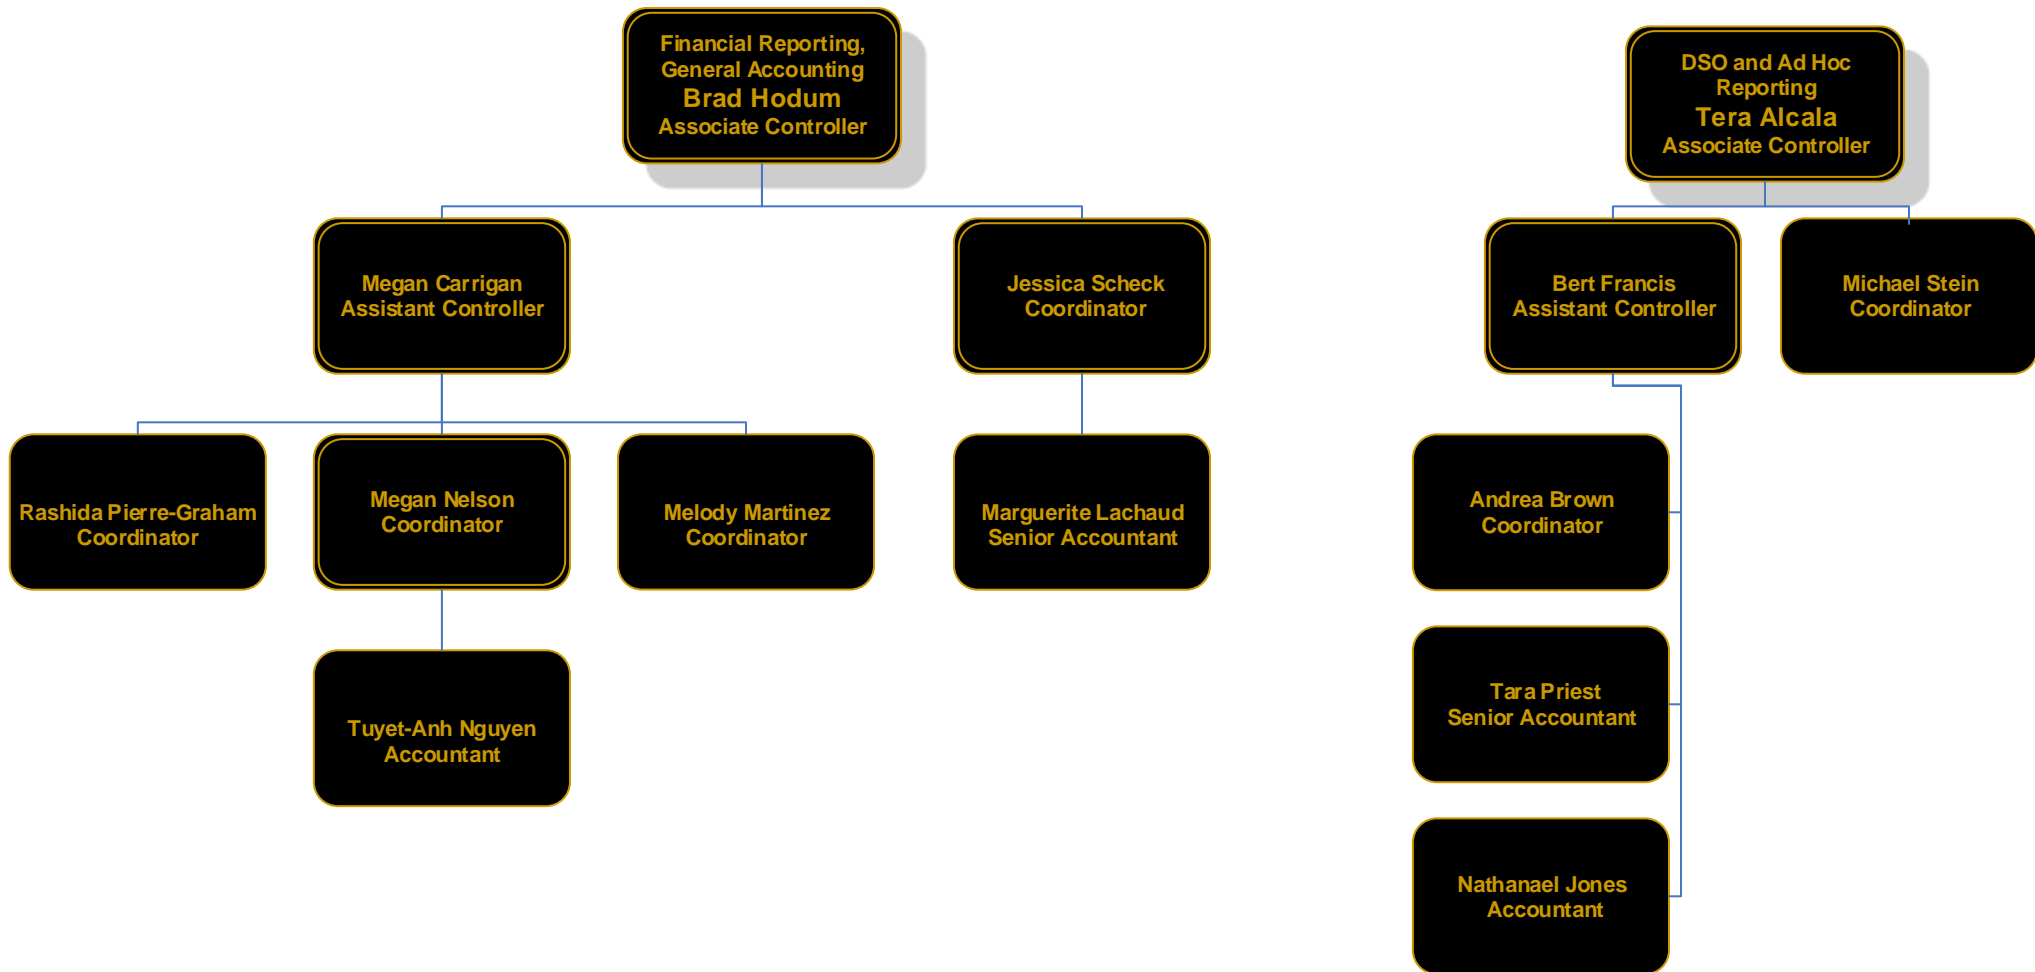 Financial Reporting,
General Accounting
Brad Hodum
Associate Controller
DSO and Ad Hoc
Reporting
Tera Alcala
Associate Controller
Megan Carrigan
Assistant Controller
Jessica Scheck
Coordinator
Bert Francis
Assistant Controller
Michael Stein
Coordinator
Rashida Pierre-Graham
Coordinator
Megan Nelson
Coordinator
Melody Martinez
Coordinator
Marguerite Lachaud
Senior Accountant
Andrea Brown
Coordinator
Tuyet-Anh Nguyen
Accountant
Tara Priest
Senior Accountant
Nathanael Jones
Accountant